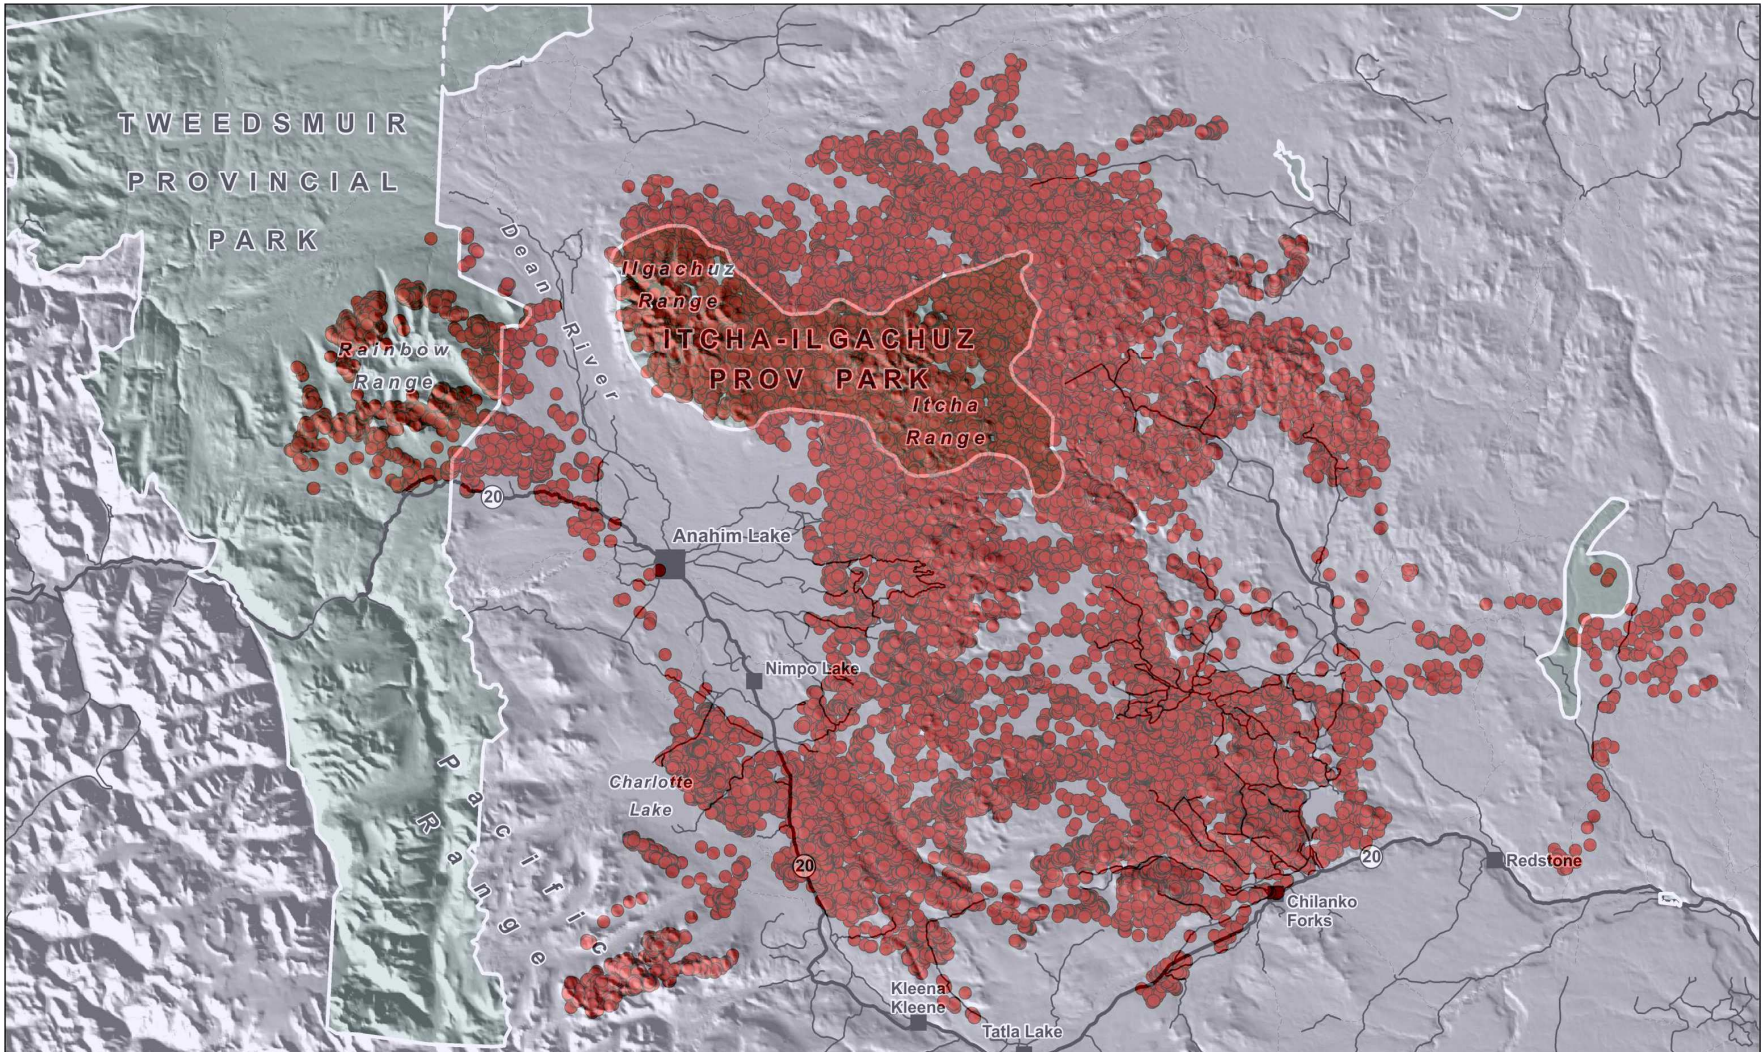 TWEEDSMUIR
PROVINCIAL
PARK
Dean River
Ilgachuz
Range
ITCHA-ILGACHUZ
PROV PARK
Itcha
Range
Rainbow
Range
20
Anahim Lake
Nimpo Lake
Charlotte
Lake
Pacific
Range
20
20
Redstone
Chilanko
Forks
Kleena
Kleene
Tatla Lake